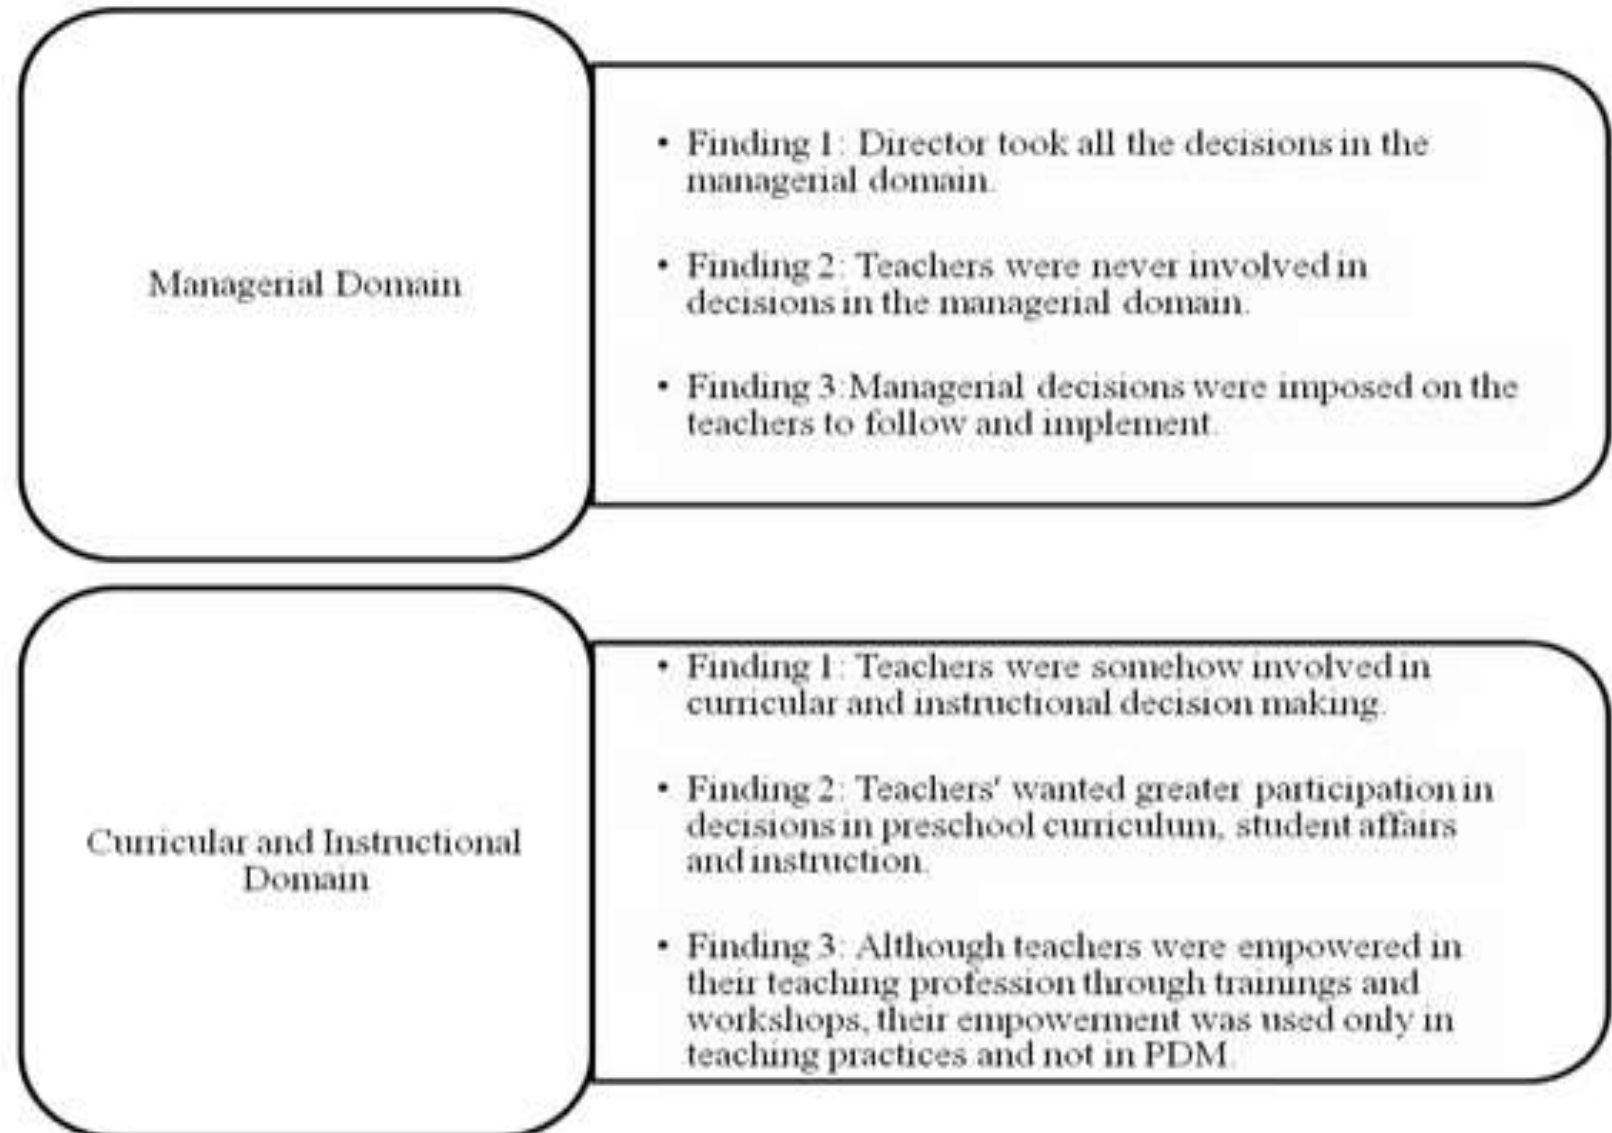 Managerial Domain
• Finding 1: Director took all the decisions in the
managerial domain.
• Finding 2: Teachers were never involved in
decisions in the managerial domain.
• Finding 3:Managerial decisions were imposed on the
teachers to follow and implement.
Curricular and Instructional
Domain
• Finding 1: Teachers were somehow involved in
curricular and instructional decision making.
• Finding 2: Teachers' wanted greater participation in
decisions in preschool curriculum, student affairs
and instruction.
• Finding 3: Although teachers were empowered in
their teaching profession through trainings and
workshops, their empowerment was used only in
teaching practices and not in PDM.